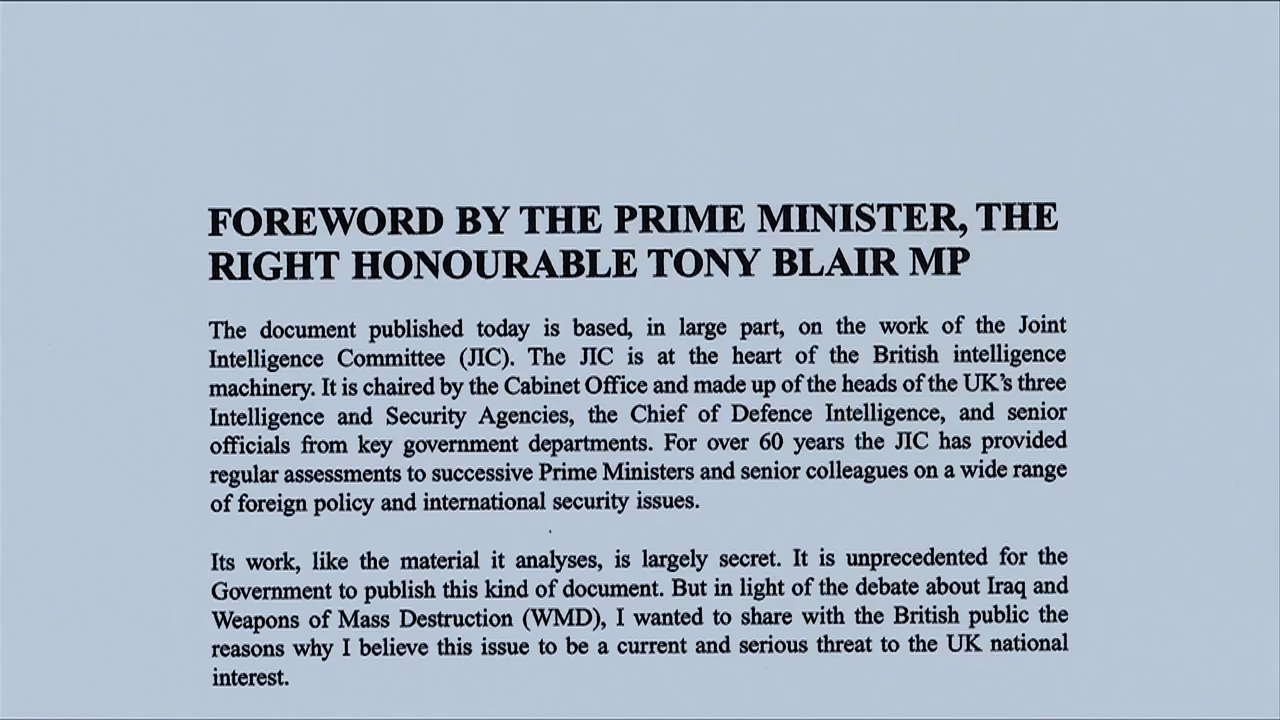 FOREWORD BY THE PRIME MINISTER, THE
RIGHT HONOURABLE TONY BLAIR MP
The document published today is based, in large part, on the work of the Joint
Intelligence Committee (JIC). The JIC is at the heart of the British intelligence
machinery. It is chaired by the Cabinet Office and made up of the heads of the UK's three
Intelligence and Security Agencies, the Chief of Defence Intelligence, and senior
officials from key government departments. For over 60 years the JIC has provided
regular assessments to successive Prime Ministers and senior colleagues on a wide range
of foreign policy and international security issues.
Its work, like the material it analyses, is largely secret. It is unprecedented for the
Government to publish this kind of document. But in light of the debate about Iraq and
Weapons of Mass Destruction (WMD), I wanted to share with the British public the
reasons why I believe this issue to be a current and serious threat to the UK national
interest.